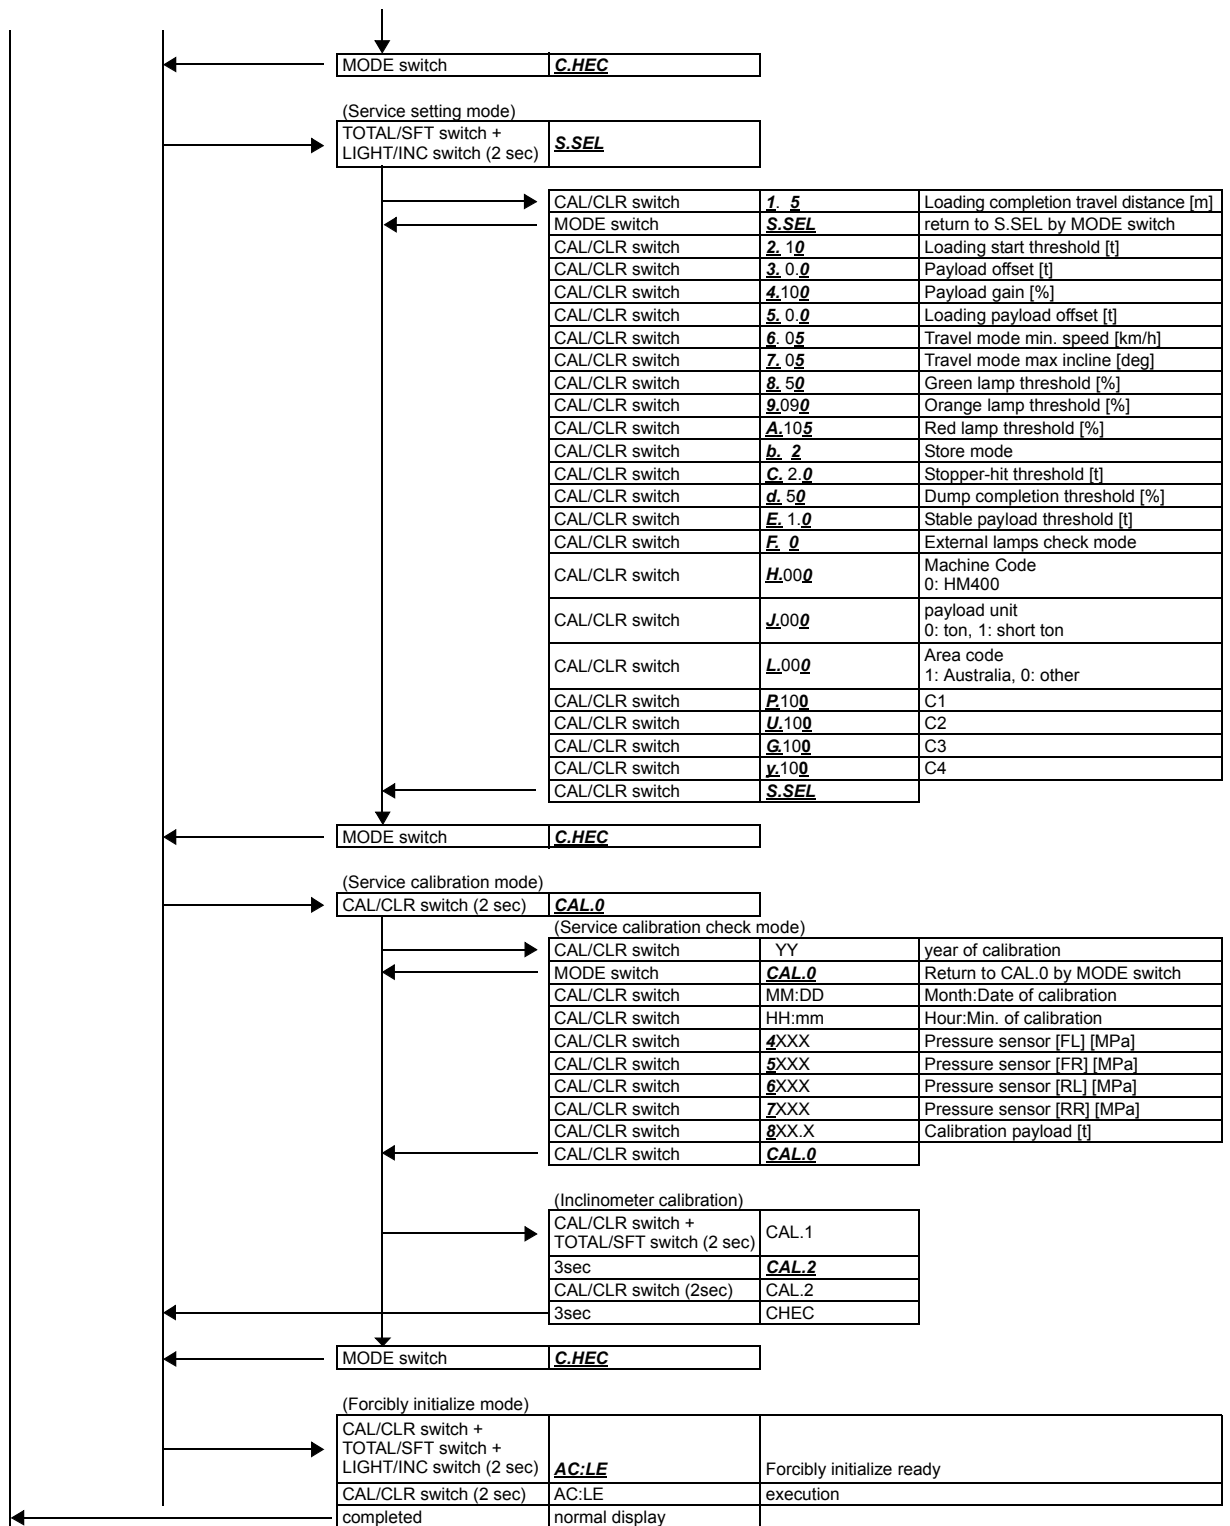 MODE switch C.HEC
(Service setting mode)
TOTAL/SFT switch +
LIGHT/INC switch (2 sec) S.SEL
CAL/CLR switch 1. 5 Loading completion travel distance [m]
MODE switch S.SEL return to S.SEL by MODE switch
CAL/CLR switch 2. 10 Loading start threshold [t]
CAL/CLR switch 3. 0.0 Payload offset [t]
CAL/CLR switch 4.100 Payload gain [%]
CAL/CLR switch 5. 0.0 Loading payload offset [t]
CAL/CLR switch 6. 05 Travel mode min. speed [km/h]
CAL/CLR switch 7. 05 Travel mode max incline [deg]
CAL/CLR switch 8. 50 Green lamp threshold [%]
CAL/CLR switch 9.090 Orange lamp threshold [%]
CAL/CLR switch A.105 Red lamp threshold [%]
CAL/CLR switch b. 2 Store mode
CAL/CLR switch C. 2.0 Stopper-hit threshold [t]
CAL/CLR switch d. 50 Dump completion threshold [%]
CAL/CLR switch E. 1.0 Stable payload threshold [t]
CAL/CLR switch F. 0 External lamps check mode
CAL/CLR switch H.000 Machine Code
0: HM400
CAL/CLR switch J.000 payload unit
0: ton, 1: short ton
CAL/CLR switch L.000 Area code
1: Australia, 0: other
CAL/CLR switch P.100 C1
CAL/CLR switch U.100 C2
CAL/CLR switch G.100 C3
CAL/CLR switch y.100 C4
CAL/CLR switch S.SEL
MODE switch C.HEC
(Service calibration mode)
CAL/CLR switch (2 sec) CAL.0
(Service calibration check mode)
CAL/CLR switch YY year of calibration
MODE switch CAL.0 Return to CAL.0 by MODE switch
CAL/CLR switch MM:DD Month:Date of calibration
CAL/CLR switch HH:mm Hour:Min. of calibration
CAL/CLR switch 4XXX Pressure sensor [FL] [MPa]
CAL/CLR switch 5XXX Pressure sensor [FR] [MPa]
CAL/CLR switch 6XXX Pressure sensor [RL] [MPa]
CAL/CLR switch 7XXX Pressure sensor [RR] [MPa]
CAL/CLR switch 8XX.X Calibration payload [t]
CAL/CLR switch CAL.0
(Inclinometer calibration)
CAL/CLR switch +
TOTAL/SFT switch (2 sec) CAL.1
3sec CAL.2
CAL/CLR switch (2sec) CAL.2
3sec CHEC
MODE switch C.HEC
(Forcibly initialize mode)
CAL/CLR switch +
TOTAL/SFT switch +
LIGHT/INC switch (2 sec) AC:LE Forcibly initialize ready
CAL/CLR switch (2 sec) AC:LE execution
completed normal display